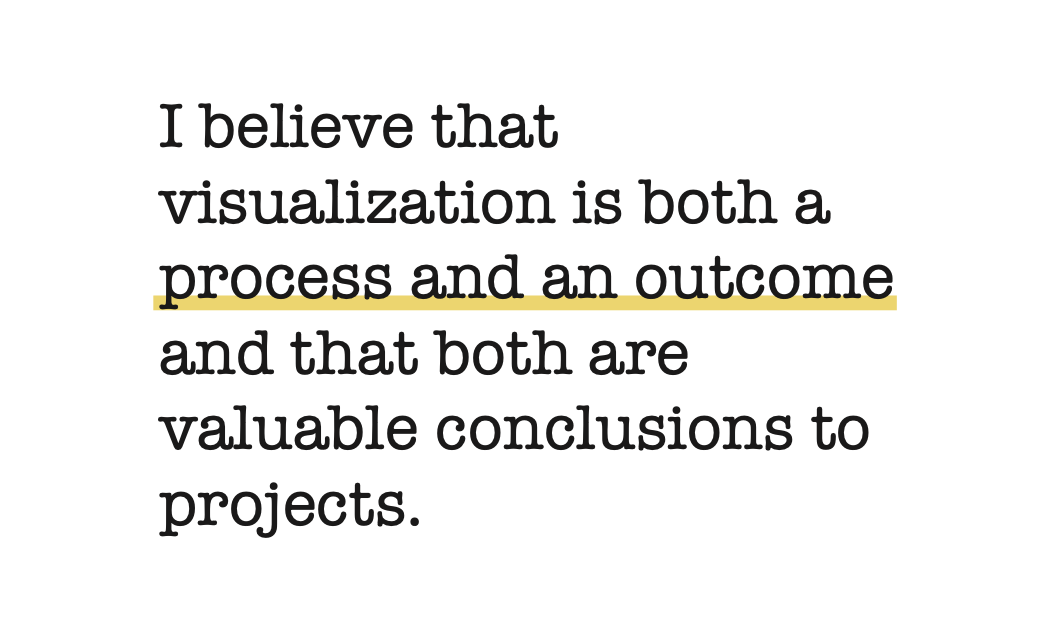 I believe that
visualization is both a
process and an outcome
and that both are
valuable conclusions to
projects.